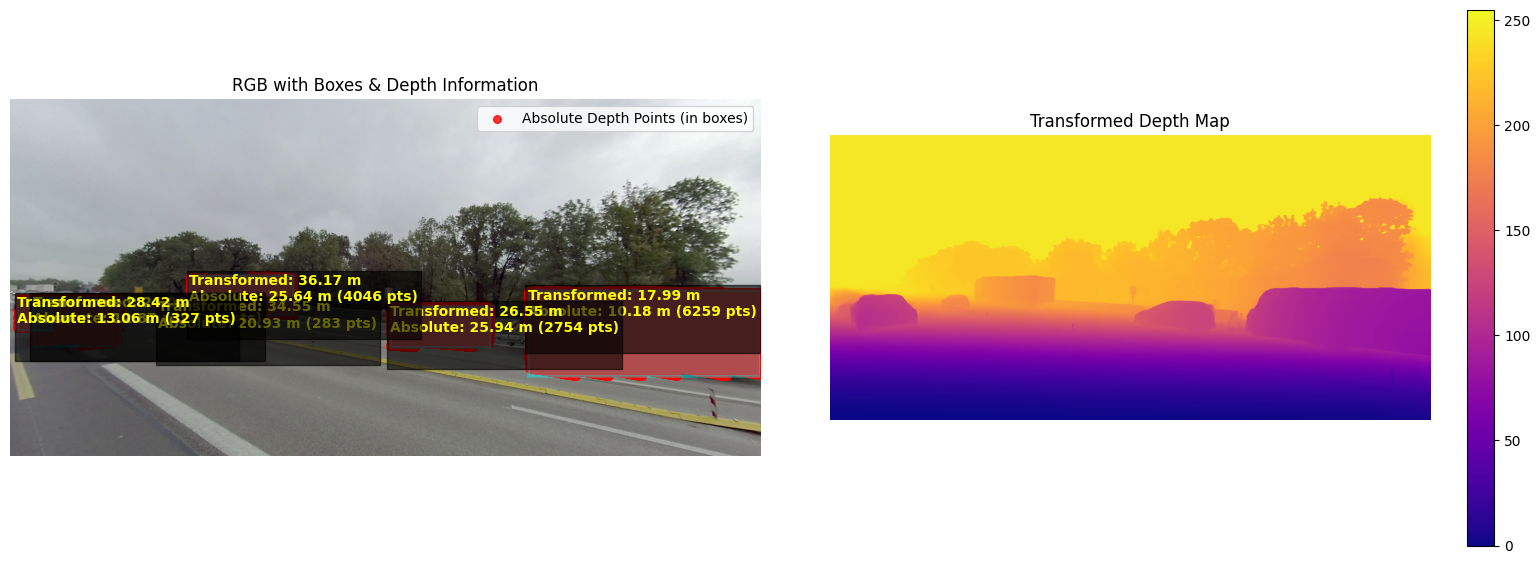 RGB with Boxes & Depth Information
Absolute Depth Points (in boxes)
Transformed: 36.17 m
Absolute: 25.64 m (4046 pts)
Transformed: 28.42 m
Absolute: 13.06 m (327 pts)
Transformed: 34.55 m
Absolute: 20.93 m (283 pts)
Transformed: 26.55 m
Absolute: 25.94 m (2754 pts)
Transformed: 17.99 m
Absolute: 10.18 m (6259 pts)
Transformed Depth Map
250
200
150
100
50
0